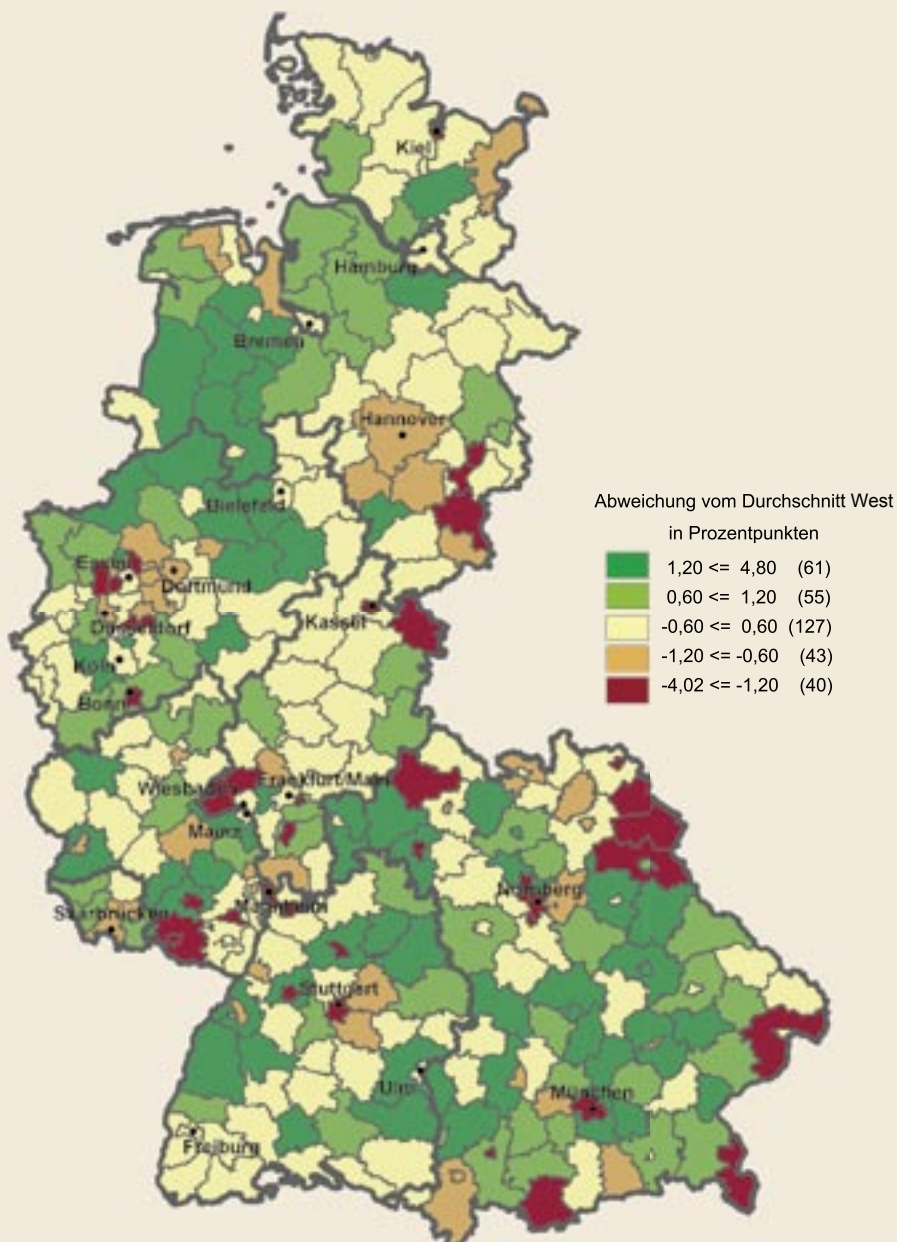 Kiel
Hamburg
Bremen
Hannover
Abweichung vom Durchschnitt West
in Prozentpunkten
1,20 <= 4,80 (61)
0,60 <= 1,20 (55)
-0,60 <= 0,60 (127)
-1,20 <= -0,60 (43)
-4,02 <= -1,20 (40)
Bielefeld
Essen
Dortmund
Düsseldorf
Kassel
Köln
Bonn
Wiesbaden
Frankfurt/Main
Mainz
Nürnberg
Mannheim
Saarbrücken
Stuttgart
Ulm
München
Freiburg